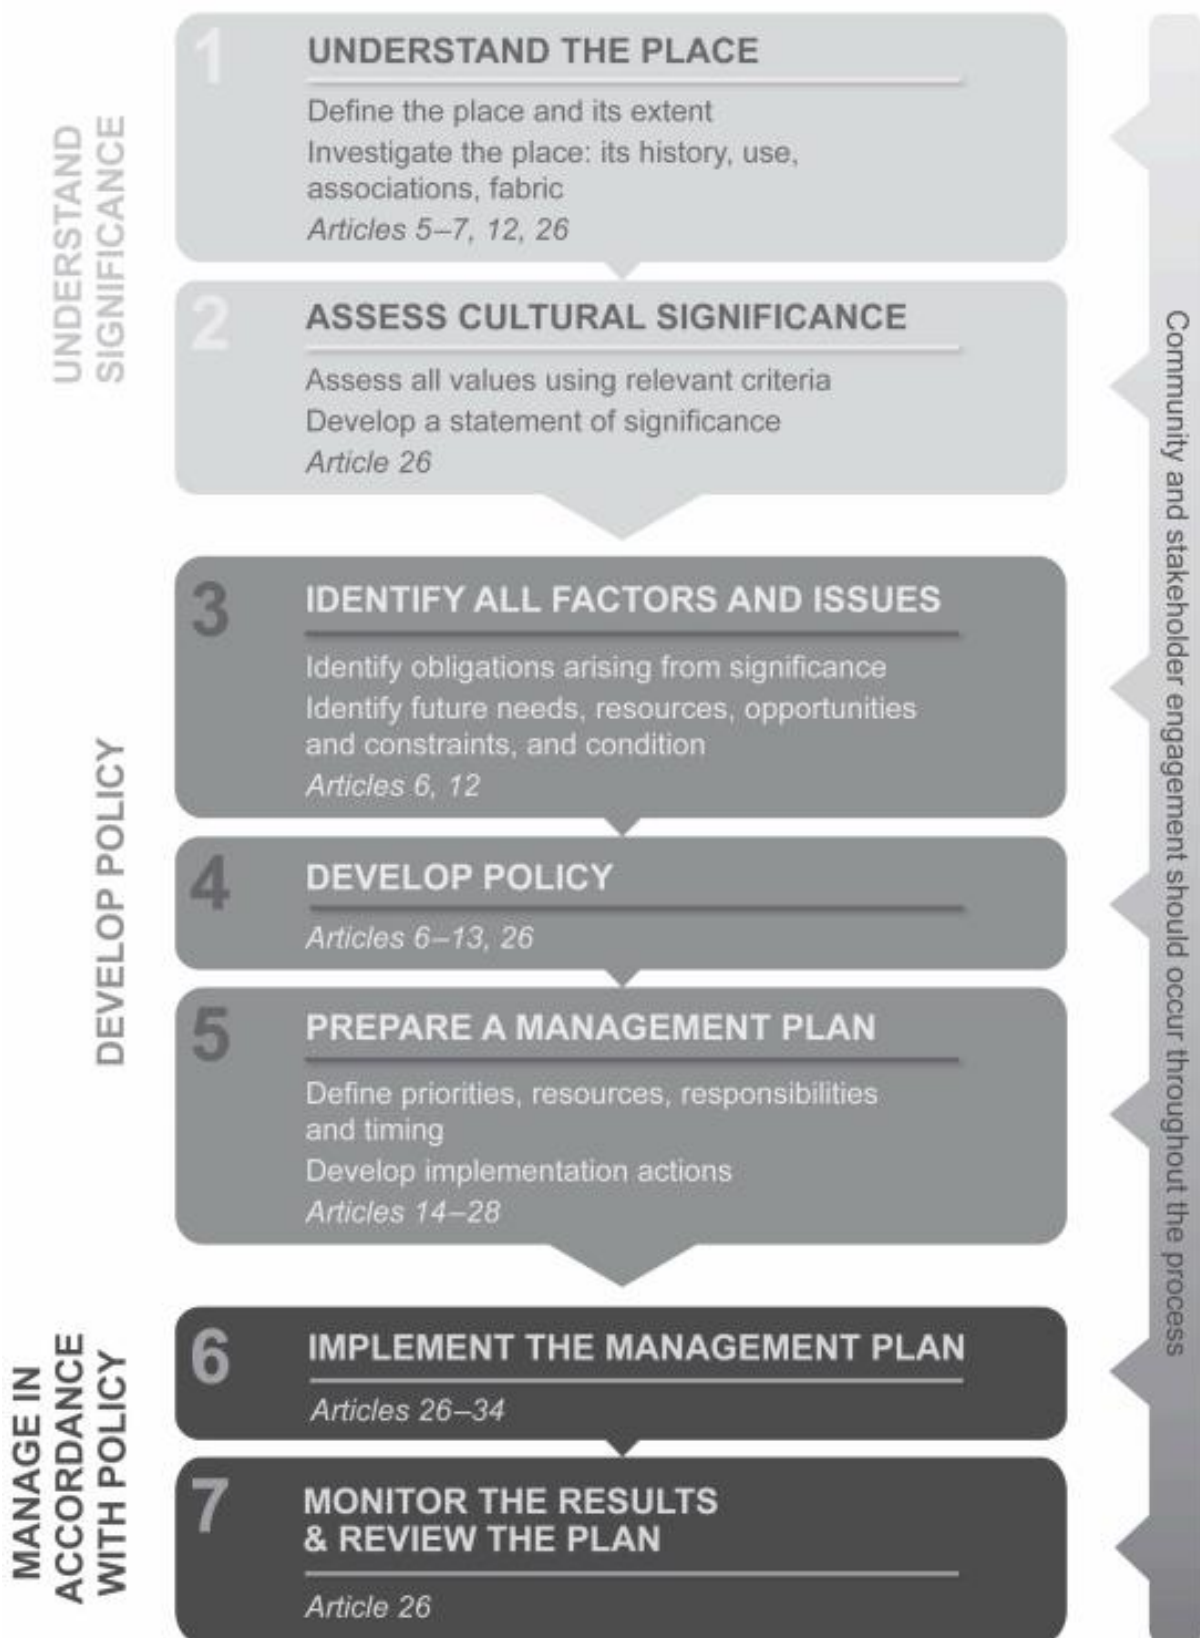 UNDERSTAND
SIGNIFICANCE
1
UNDERSTAND THE PLACE
Define the place and its extent
Investigate the place: its history, use,
associations, fabric
Articles 5–7, 12, 26
2
ASSESS CULTURAL SIGNIFICANCE
Assess all values using relevant criteria
Develop a statement of significance
Article 26
DEVELOP POLICY
3
IDENTIFY ALL FACTORS AND ISSUES
Identify obligations arising from significance
Identify future needs, resources, opportunities
and constraints, and condition
Articles 6, 12
4
DEVELOP POLICY
Articles 6–13, 26
5
PREPARE A MANAGEMENT PLAN
Define priorities, resources, responsibilities
and timing
Develop implementation actions
Articles 14–28
MANAGE IN
ACCORDANCE
WITH POLICY
6
IMPLEMENT THE MANAGEMENT PLAN
Articles 26–34
7
MONITOR THE RESULTS
& REVIEW THE PLAN
Article 26
Community and stakeholder engagement should occur throughout the process